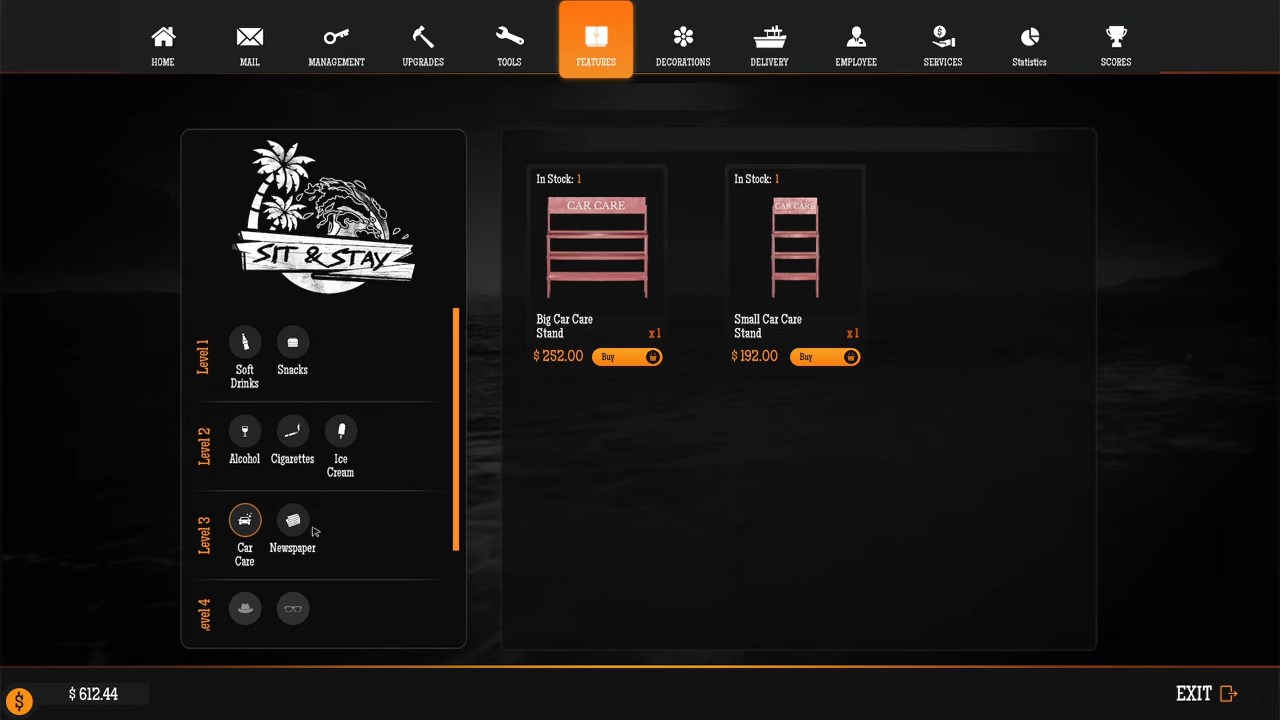 HOME
MAIL
MANAGEMENT
UPGRADES
TOOLS
FEATURES
DECORATIONS
DELIVERY
EMPLOYEE
SERVICES
Statistics
SCORES
SIT & STAY
Level 1
Soft
Drinks
Snacks
Level 2
Alcohol
Cigarettes
Ice
Cream
Level 3
Car
Care
Newspaper
Level 4
In Stock: 1
CAR CARE
Big Car Care
Stand
x1
$ 252.00
Buy
In Stock: 1
CAR CARE
Small Car Care
Stand
x1
$ 192.00
Buy
$ 612.44
EXIT